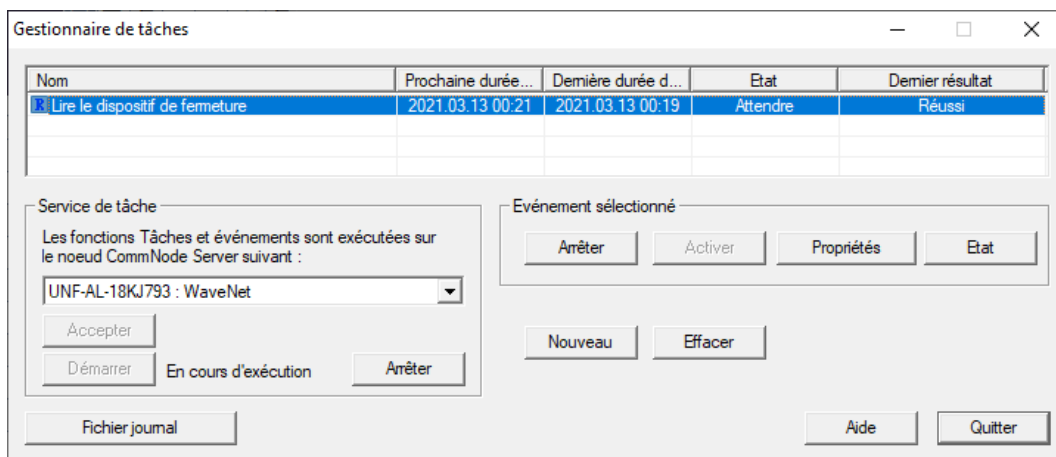 Gestionnaire de tâches
Nom Prochaine durée... Dernière durée d... Etat Dernier résultat
R Lire le dispositif de fermeture 2021.03.13 00:21 2021.03.13 00:19 Attendre Réussi
Service de tâche
Les fonctions Tâches et événements sont exécutées sur
le noeud CommNode Server suivant :
UNF-AL-18KJ793 : WaveNet
Accepter
Démarrer En cours d'exécution Arrêter
Evénement sélectionné
Arrêter Activer Propriétés Etat
Nouveau Effacer
Fichier journal Aide Quitter